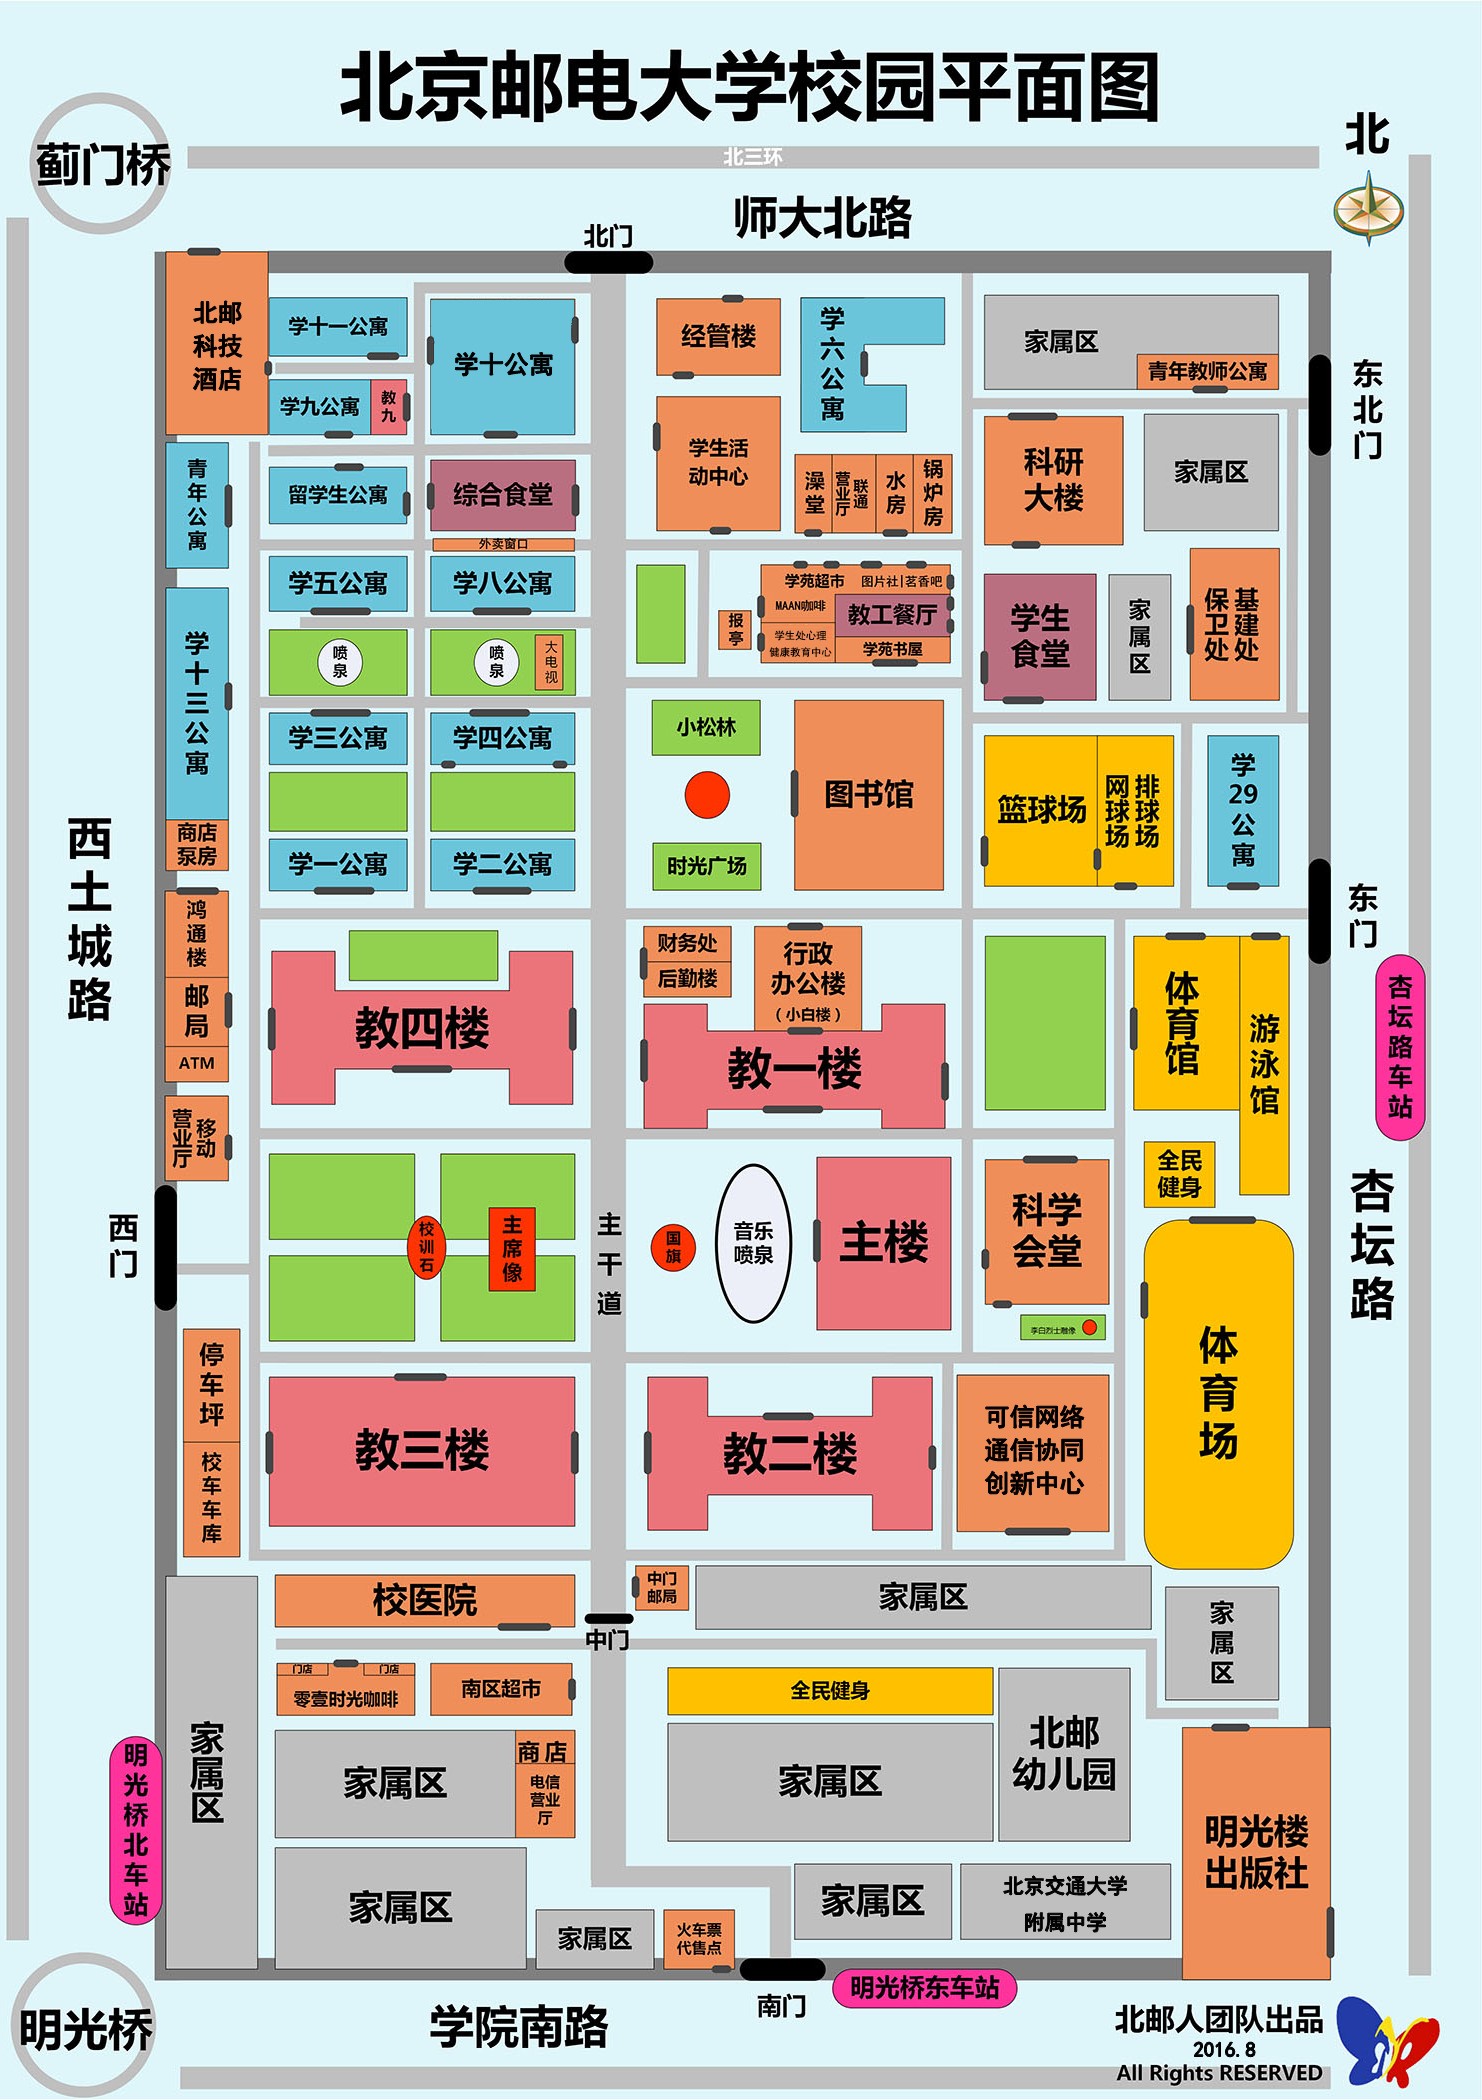 北京邮电大学校园平面图
蓟门桥
北三环
北
师大北路
北门
北邮
科技
酒店
学十一公寓
学十公寓
学九公寓
教九
经管楼
学六公寓
家属区
青年教师公寓
东北门
学生活
动中心
科研
大楼
家属区
青年公寓
留学生公寓
综合食堂
外卖窗口
澡堂
联通
营业厅
水房
锅炉房
学五公寓
学八公寓
学苑超市
图片社|茗香吧
MAAN咖啡
教工餐厅
报亭
学生处心理
健康教育中心
学苑书屋
学生
食堂
家属区
基建处
保卫处
学十三公寓
喷泉
喷泉
大电视
学三公寓
学四公寓
小松林
图书馆
时光广场
篮球场
排球场
网球场
学29公寓
商店
泵房
学一公寓
学二公寓
西土城路
东门
鸿通楼
邮局
ATM
移动
营业厅
教四楼
财务处
后勤楼
行政
办公楼
(小白楼)
教一楼
体育馆
游泳馆
杏坛路车站
全民
健身
西门
校训石
主席像
主干道
国旗
音乐
喷泉
主楼
科学
会堂
李白烈士雕像
杏坛路
体育场
停车坪
校车车库
教三楼
教二楼
可信网络
通信协同
创新中心
校医院
中门
邮局
家属区
中门
家属区
门店
门店
零壹时光咖啡
南区超市
全民健身
家属区
家属区
商店
电信
营业
厅
家属区
北邮
幼儿园
明光桥北车站
明光楼
出版社
家属区
家属区
火车票
代售点
家属区
北京交通大学
附属中学
明光桥
学院南路
南门
明光桥东车站
北邮人团队出品
2016.8
All Rights RESERVED